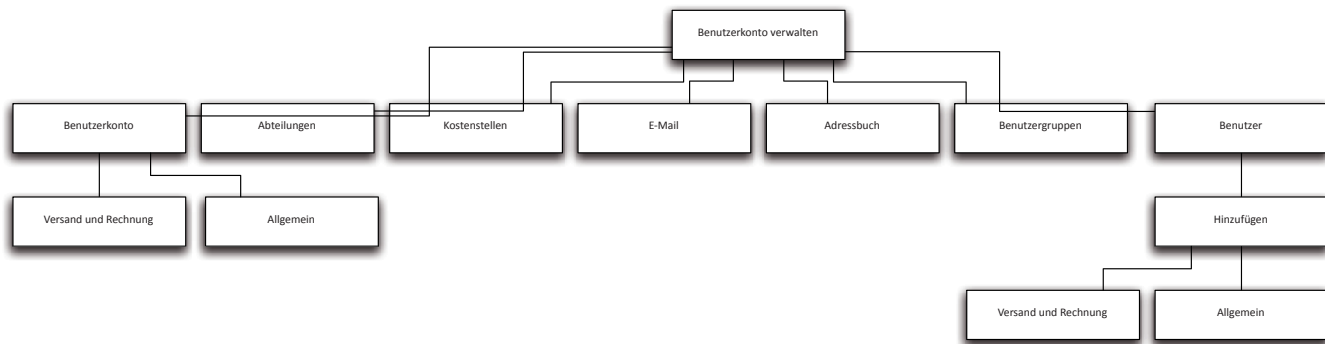 Benutzerkonto verwalten
Benutzerkonto
Abteilungen
Kostenstellen
E-Mail
Adressbuch
Benutzergruppen
Benutzer
Versand und Rechnung
Allgemein
Hinzufügen
Versand und Rechnung
Allgemein